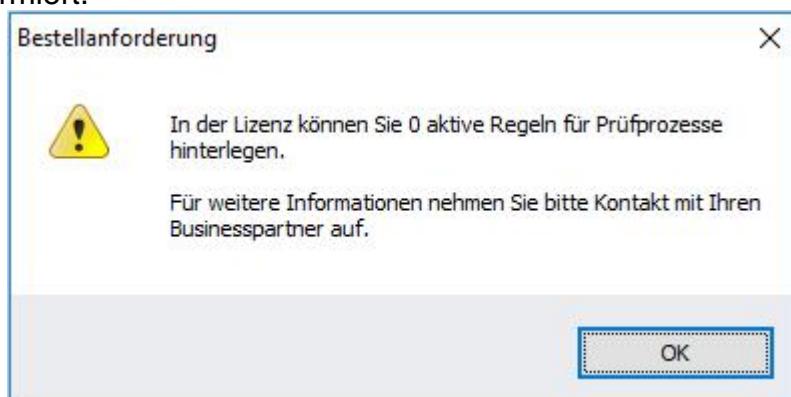 Bestellanforderung
In der Lizenz können Sie 0 aktive Regeln für Prüfprozesse
hinterlegen.
Für weitere Informationen nehmen Sie bitte Kontakt mit Ihren
Businesspartner auf.
OK